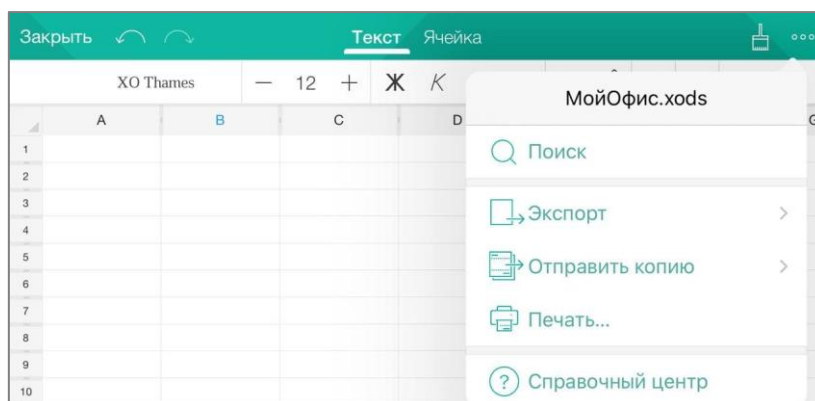 Закрыть Текст Ячейка
XO Thames — 12 + Ж К
МойОфис.xods
A B C D G
Поиск
Экспорт
Отправить копию
Печать...
? Справочный центр
1
2
3
4
5
6
7
8
9
10